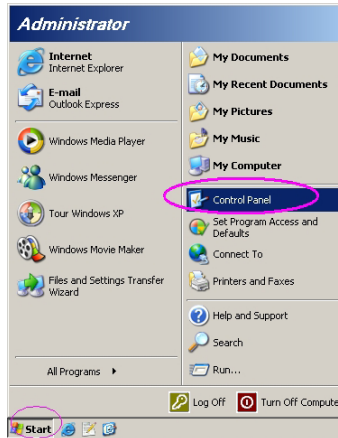 Administrator
Internet
Internet Explorer
E-mail
Outlook Express
Windows Media Player
Windows Messenger
Tour Windows XP
Windows Movie Maker
Files and Settings Transfer
Wizard
All Programs
My Documents
My Recent Documents
My Pictures
My Music
My Computer
Control Panel
Set Program Access and
Defaults
Connect To
Printers and Faxes
Help and Support
Search
Run...
Log Off
Turn Off Compute
Start